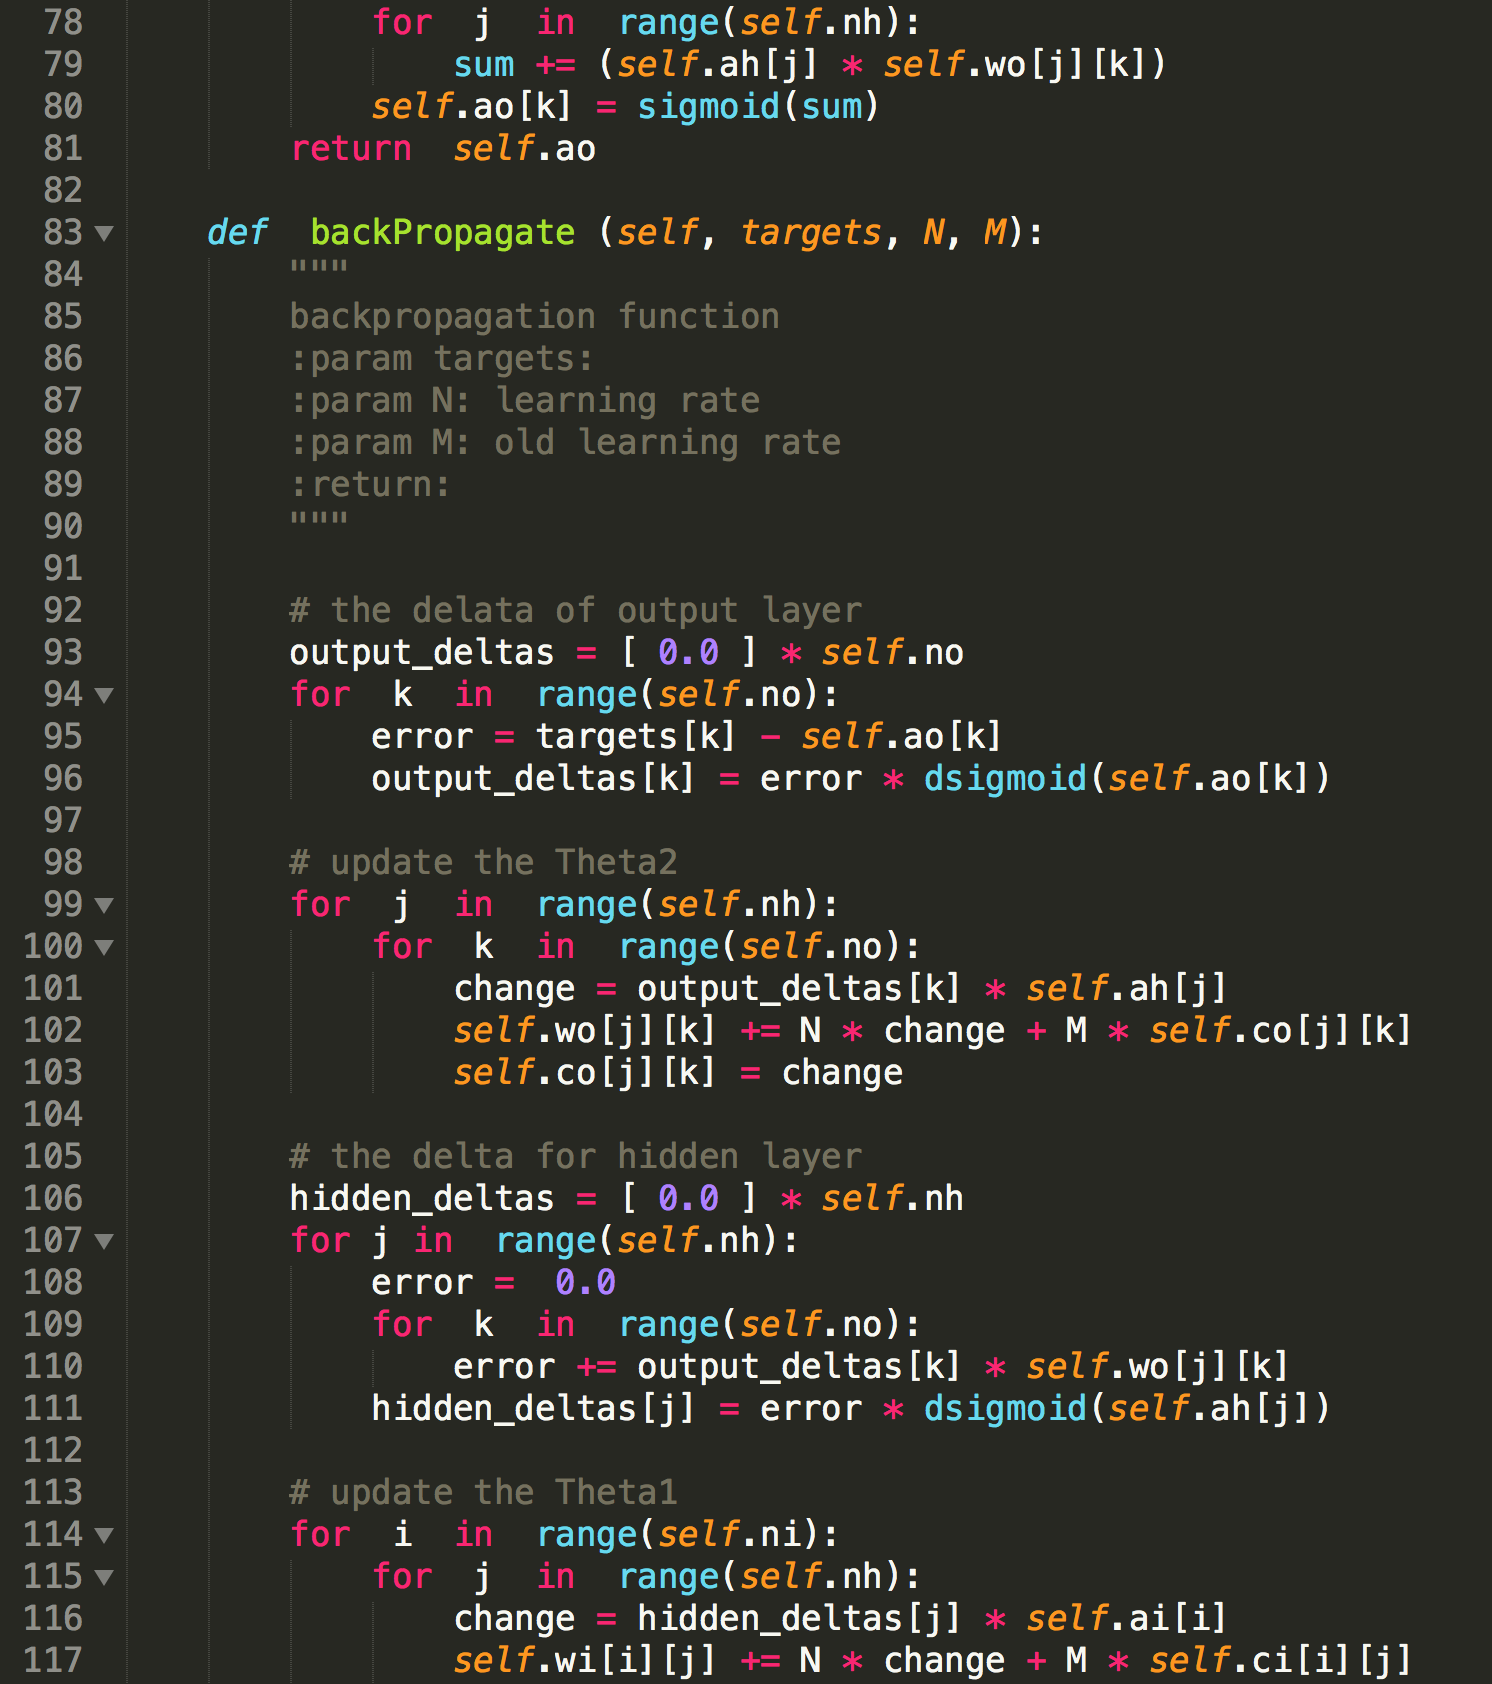 78 for j in range(self.nh):
79 sum += (self.ah[j] * self.wo[j][k])
80 self.ao[k] = sigmoid(sum)
81 return self.ao
82
83 def backPropagate (self, targets, N, M):
84 """
85 backpropagation function
86 :param targets:
87 :param N: learning rate
88 :param M: old learning rate
89 :return:
90 """
91
92 # the delata of output layer
93 output_deltas = [ 0.0 ] * self.no
94 for k in range(self.no):
95 error = targets[k] - self.ao[k]
96 output_deltas[k] = error * dsigmoid(self.ao[k])
97
98 # update the Theta2
99 for j in range(self.nh):
100 for k in range(self.no):
101 change = output_deltas[k] * self.ah[j]
102 self.wo[j][k] += N * change + M * self.co[j][k]
103 self.co[j][k] = change
104
105 # the delta for hidden layer
106 hidden_deltas = [ 0.0 ] * self.nh
107 for j in range(self.nh):
108 error = 0.0
109 for k in range(self.no):
110 error += output_deltas[k] * self.wo[j][k]
111 hidden_deltas[j] = error * dsigmoid(self.ah[j])
112
113 # update the Theta1
114 for i in range(self.ni):
115 for j in range(self.nh):
116 change = hidden_deltas[j] * self.ai[i]
117 self.wi[i][j] += N * change + M * self.ci[i][j]